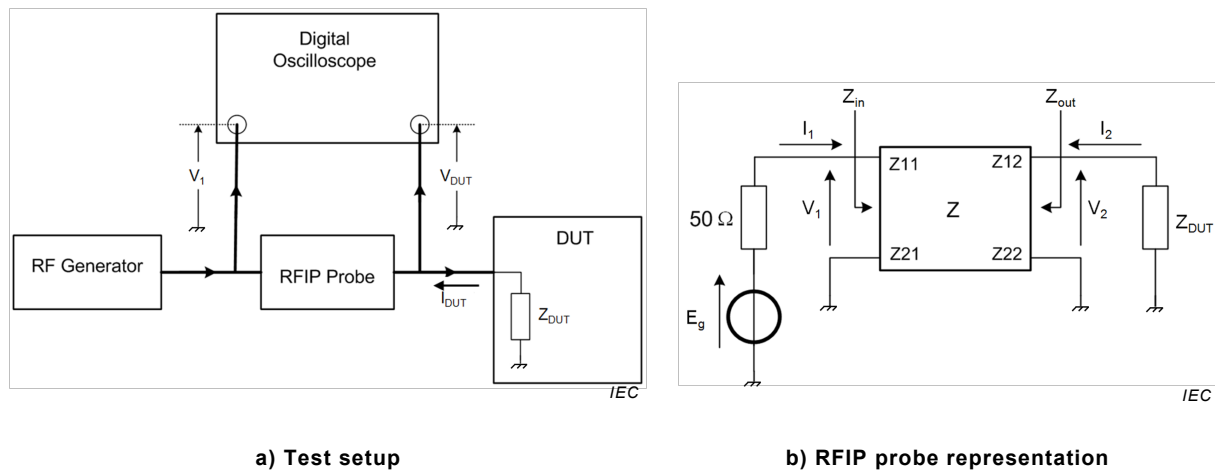 Digital
Oscilloscope
V1
VDUT
RF Generator
RFIP Probe
DUT
IDUT
ZDUT
IEC
a) Test setup
Zin
Zout
I1
I2
Z11
Z12
50 Ω
V1
Z
V2
ZDUT
Z21
Z22
Eg
IEC
b) RFIP probe representation